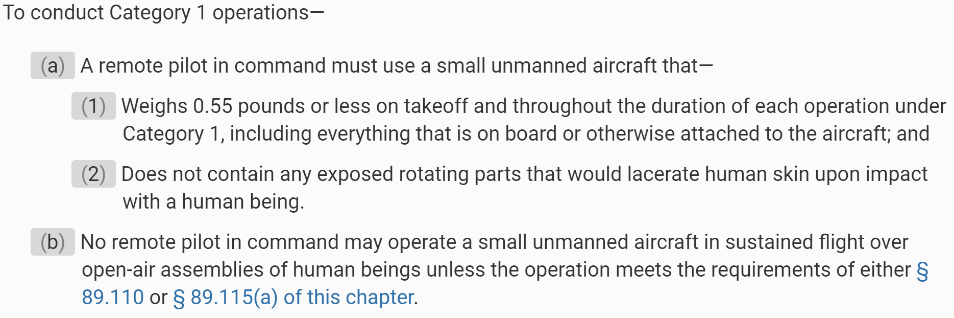 To conduct Category 1 operations—
(a) A remote pilot in command must use a small unmanned aircraft that—
(1) Weighs 0.55 pounds or less on takeoff and throughout the duration of each operation under
Category 1, including everything that is on board or otherwise attached to the aircraft; and
(2) Does not contain any exposed rotating parts that would lacerate human skin upon impact
with a human being.
(b) No remote pilot in command may operate a small unmanned aircraft in sustained flight over
open-air assemblies of human beings unless the operation meets the requirements of either §
89.110 or § 89.115(a) of this chapter.